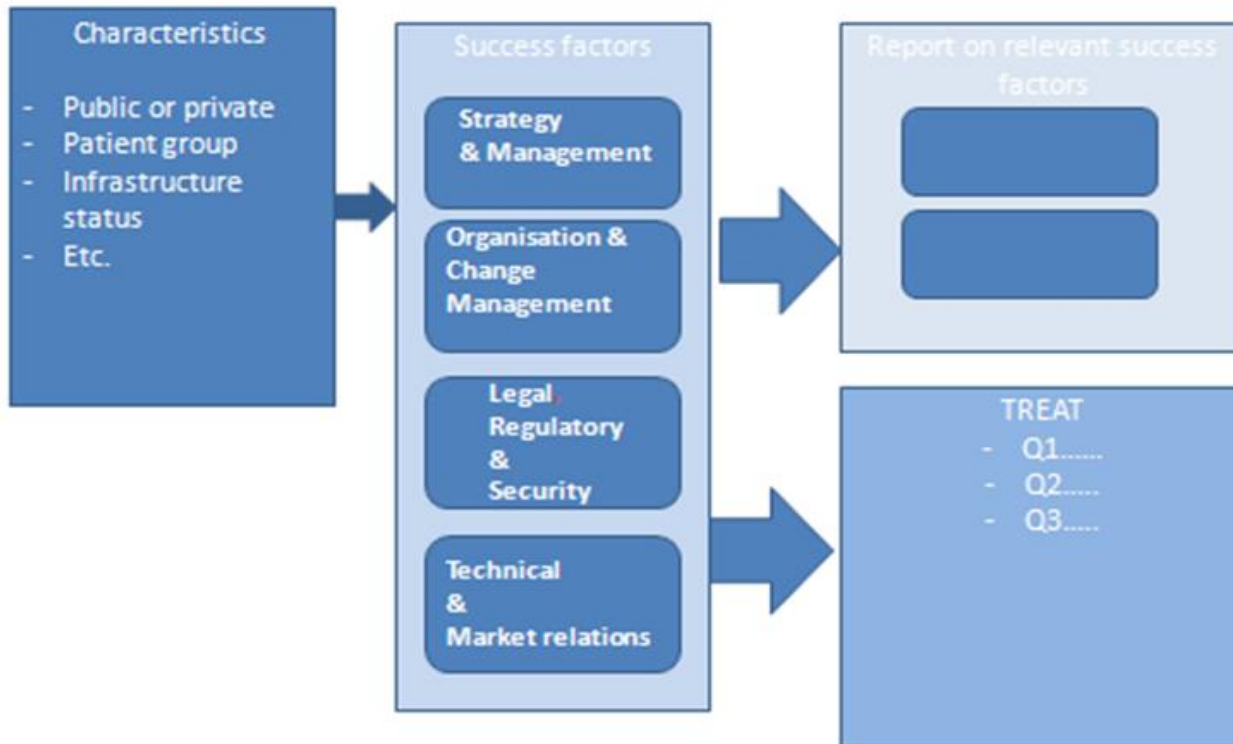 Characteristics
- Public or private
- Patient group
- Infrastructure
status
- Etc.
Success factors
Strategy
& Management
Organisation &
Change
Management
Legal,
Regulatory
&
Security
Technical
&
Market relations
Report on relevant success
factors
TREAT
- Q1......
- Q2.....
- Q3.....